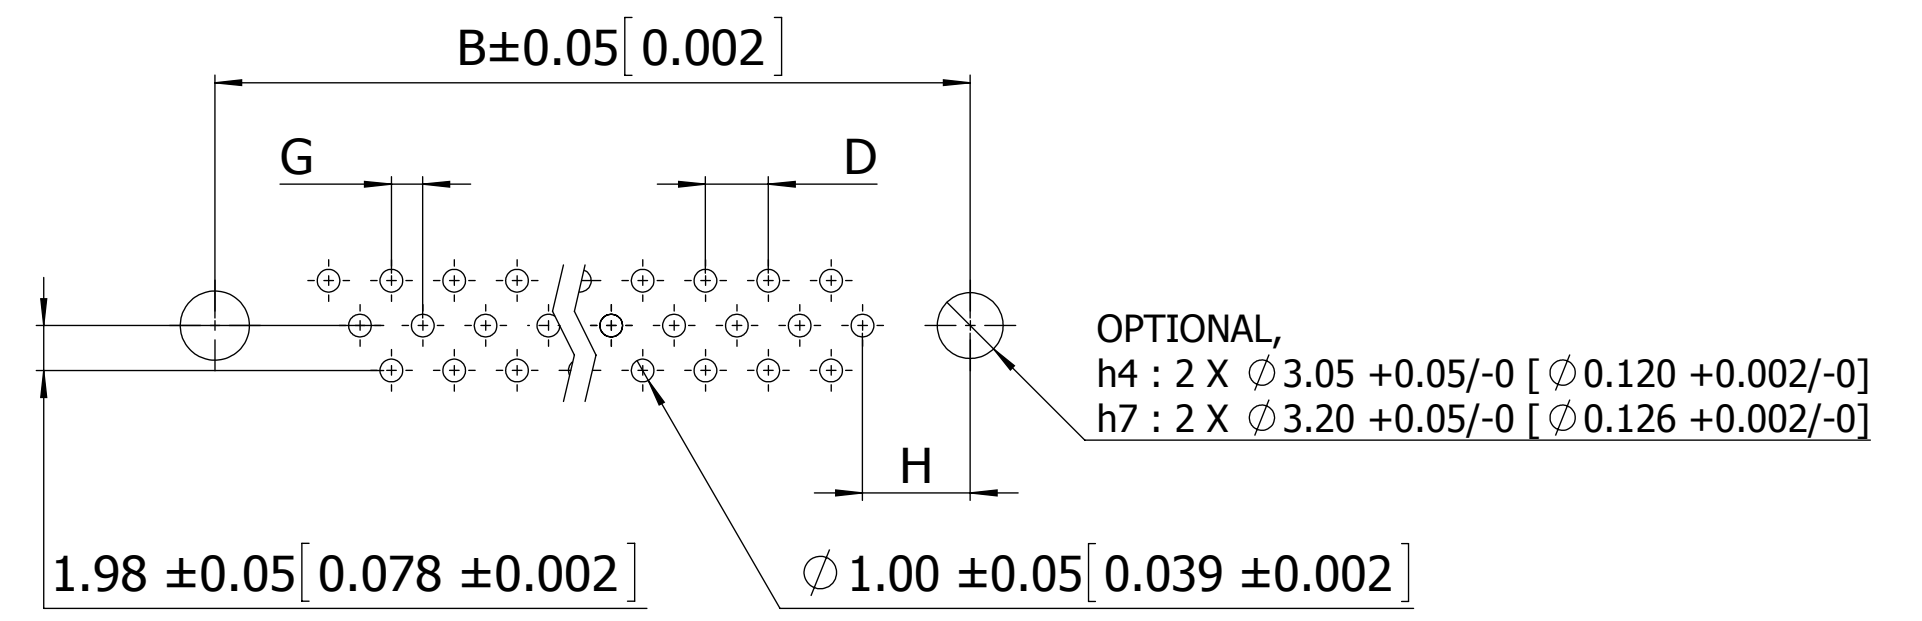 B±0.05[0.002]
G
D
OPTIONAL,
h4 : 2 X ∅3.05 +0.05/-0 [∅0.120 +0.002/-0]
h7 : 2 X ∅3.20 +0.05/-0 [∅0.126 +0.002/-0]
H
1.98 ±0.05[0.078 ±0.002]
∅1.00 ±0.05[0.039 ±0.002]